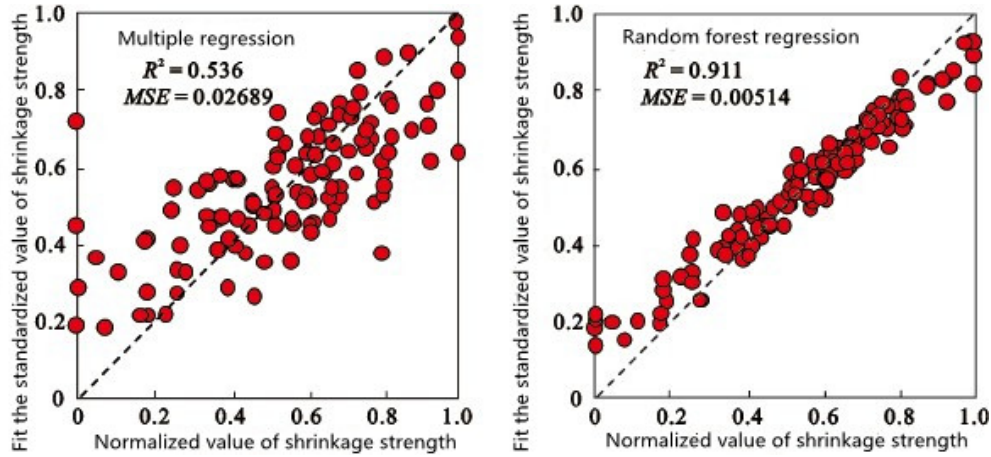 Fit the standardized value of shrinkage strength
1.0
0.8
0.6
0.4
0.2
0
Multiple regression
R² = 0.536
MSE = 0.02689
0 0.2 0.4 0.6 0.8 1.0
Normalized value of shrinkage strength
Fit the standardized value of shrinkage strength
1.0
0.8
0.6
0.4
0.2
0
Random forest regression
R² = 0.911
MSE = 0.00514
0 0.2 0.4 0.6 0.8 1.0
Normalized value of shrinkage strength